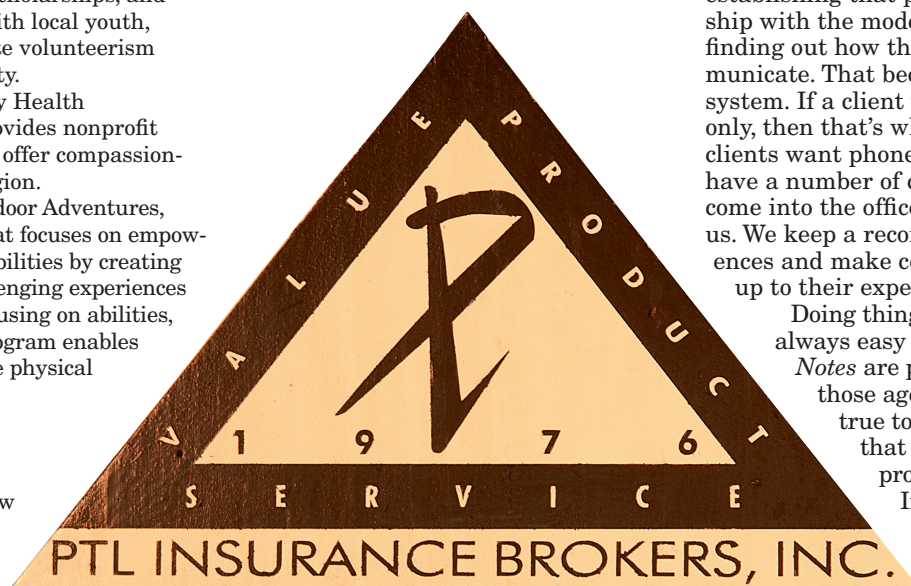 cholarships, and
ith local youth,
te volunteerism
ty.
y Health
ovides nonprofit
offer compassion-
gion.
door Adventures,
at focuses on empow-
bilities by creating
enging experiences
using on abilities,
ogram enables
e physical
w
VALUE
PRODUCT
1976
SERVICE
PTL INSURANCE BROKERS, INC.
establishing that p
ship with the mode
finding out how th
municate. That bec
system. If a client
only, then that's wh
clients want phone
have a number of c
come into the office
us. We keep a recor
ences and make co
up to their expe
Doing thing
always easy
Notes are p
those age
true to
that
pro
I